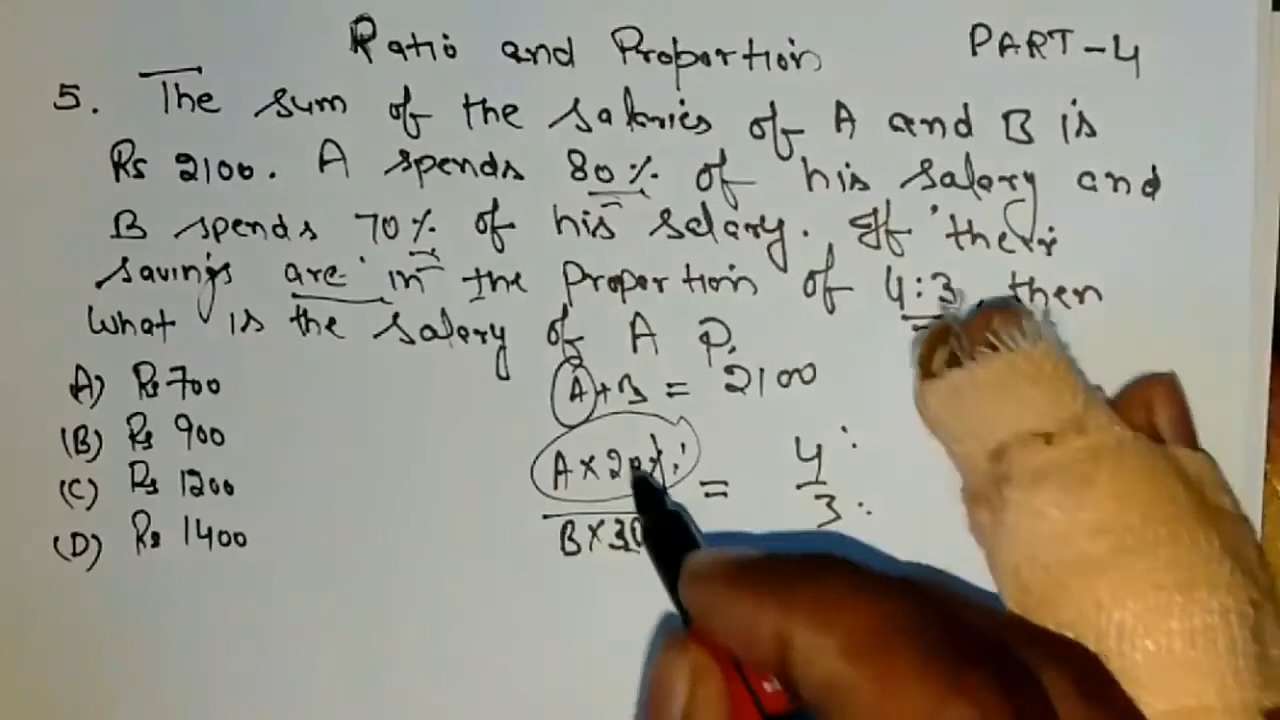 Ratio and Proportion PART-4
5. The sum of the salaries of A and B is
Rs 2100. A spends 80% of his salary and
B spends 70% of his salary. If their
savings are in the proportion of 4:3 then
what is the salary of A ?
A) Rs 700
(B) Rs 900
(C) Rs 1200
(D) Rs 1400
A+B = 2100
A×20% = 4
B×30 3